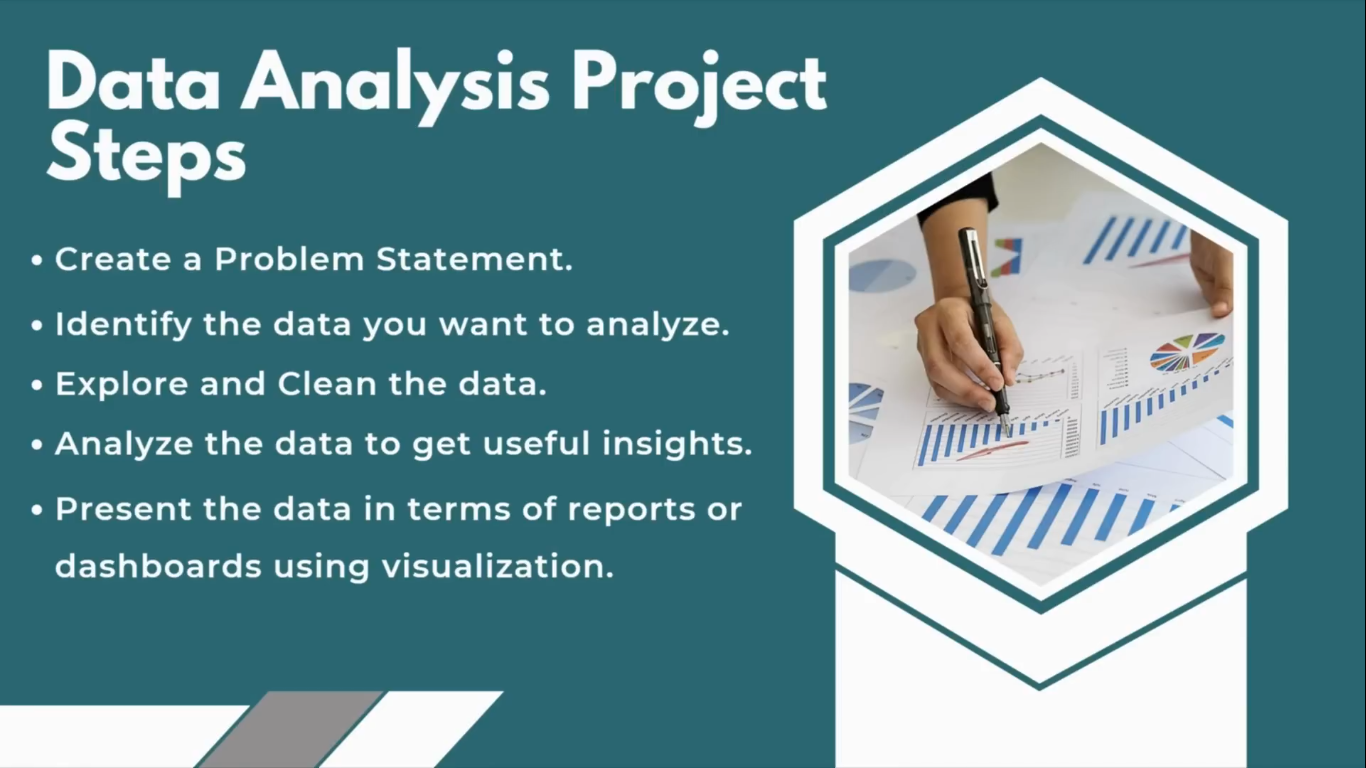 Data Analysis Project
Steps
• Create a Problem Statement.
• Identify the data you want to analyze.
• Explore and Clean the data.
• Analyze the data to get useful insights.
• Present the data in terms of reports or
dashboards using visualization.